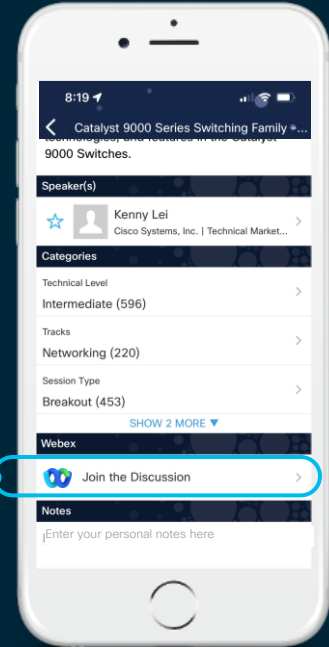 8:19
Catalyst 9000 Series Switching Family - ...
technologies, and features in the Catalyst
9000 Switches.
Speaker(s)
Kenny Lei
Cisco Systems, Inc. | Technical Market...
Categories
Technical Level
Intermediate (596)
Tracks
Networking (220)
Session Type
Breakout (453)
SHOW 2 MORE ▼
Webex
Join the Discussion
Notes
Enter your personal notes here